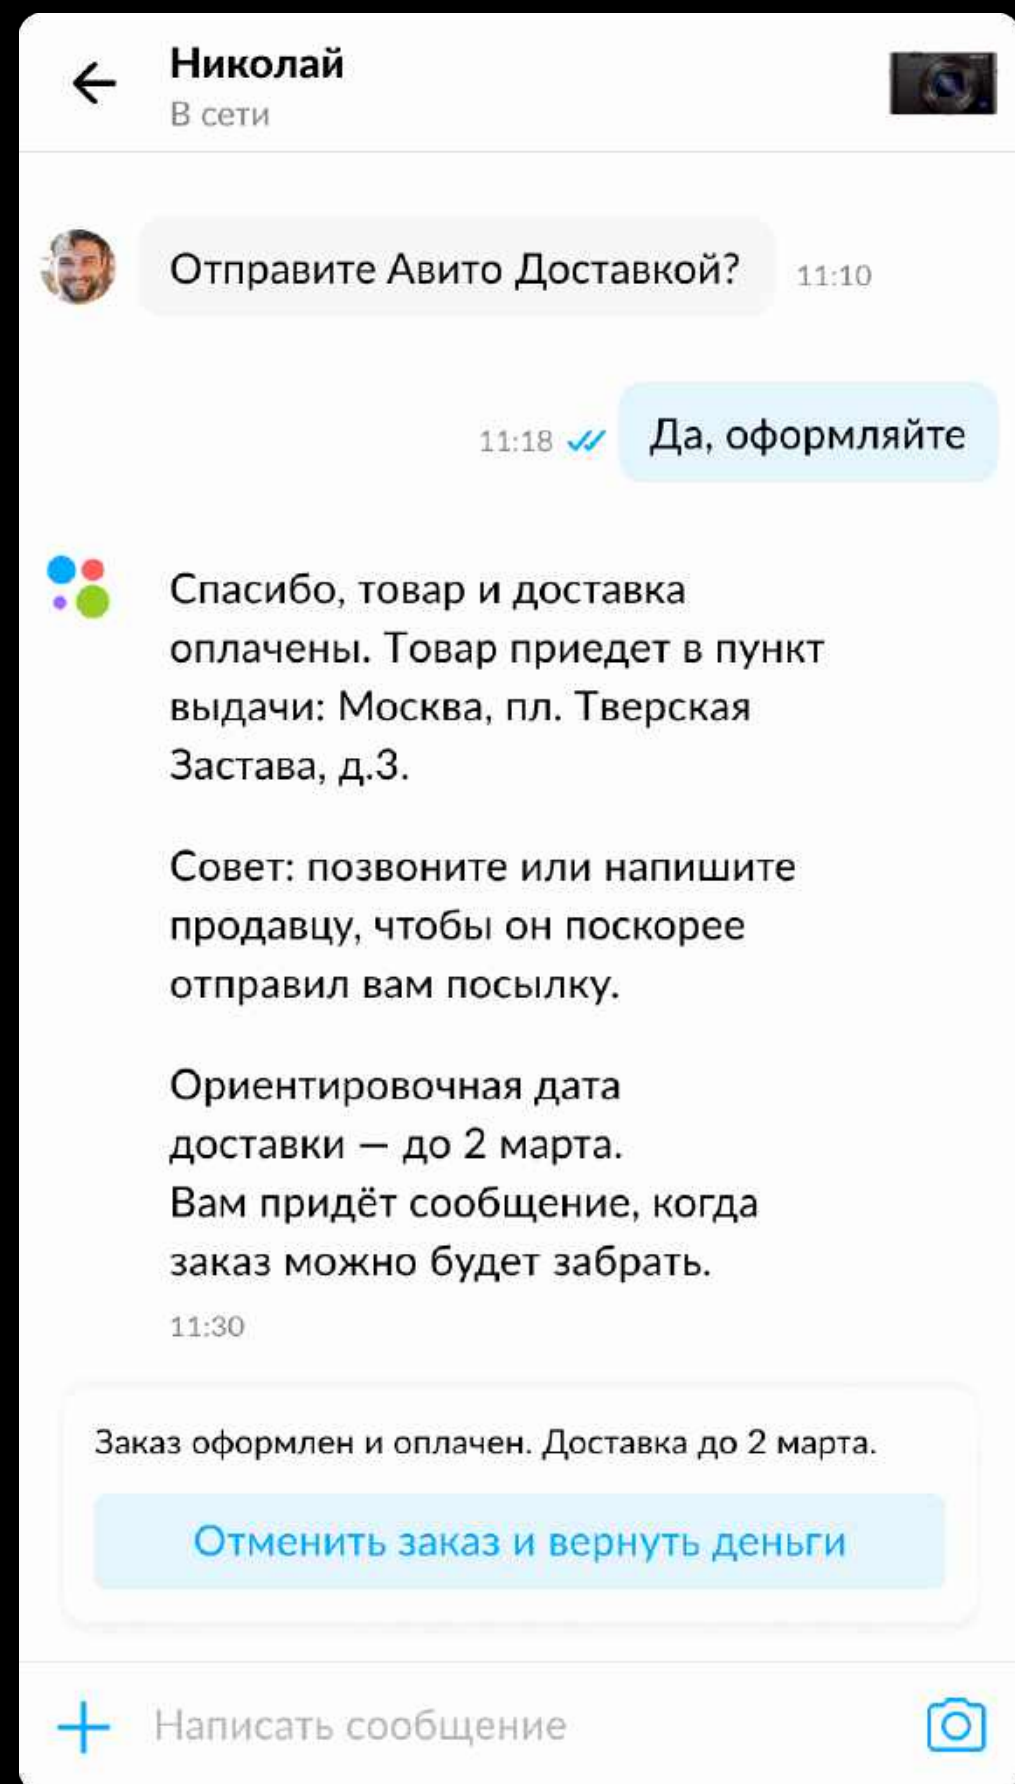 Николай
В сети
Отправите Авито Доставкой?
11:10
11:18
Да, оформляйте
Спасибо, товар и доставка
оплачены. Товар приедет в пункт
выдачи: Москва, пл. Тверская
Застава, д.3.
Совет: позвоните или напишите
продавцу, чтобы он поскорее
отправил вам посылку.
Ориентировочная дата
доставки — до 2 марта.
Вам придёт сообщение, когда
заказ можно будет забрать.
11:30
Заказ оформлен и оплачен. Доставка до 2 марта.
Отменить заказ и вернуть деньги
Написать сообщение